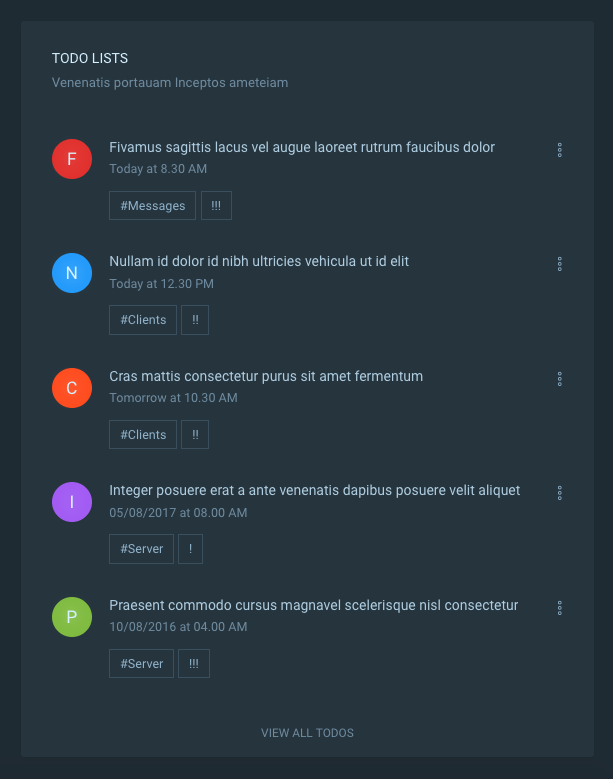 TODO LISTS
Venenatis portauam Inceptos ameteiam
F
Fivamus sagittis lacus vel augue laoreet rutrum faucibus dolor
Today at 8.30 AM
#Messages !!!
N
Nullam id dolor id nibh ultricies vehicula ut id elit
Today at 12.30 PM
#Clients !!
C
Cras mattis consectetur purus sit amet fermentum
Tomorrow at 10.30 AM
#Clients !!
I
Integer posuere erat a ante venenatis dapibus posuere velit aliquet
05/08/2017 at 08.00 AM
#Server !
P
Praesent commodo cursus magnavel scelerisque nisl consectetur
10/08/2016 at 04.00 AM
#Server !!!
VIEW ALL TODOS